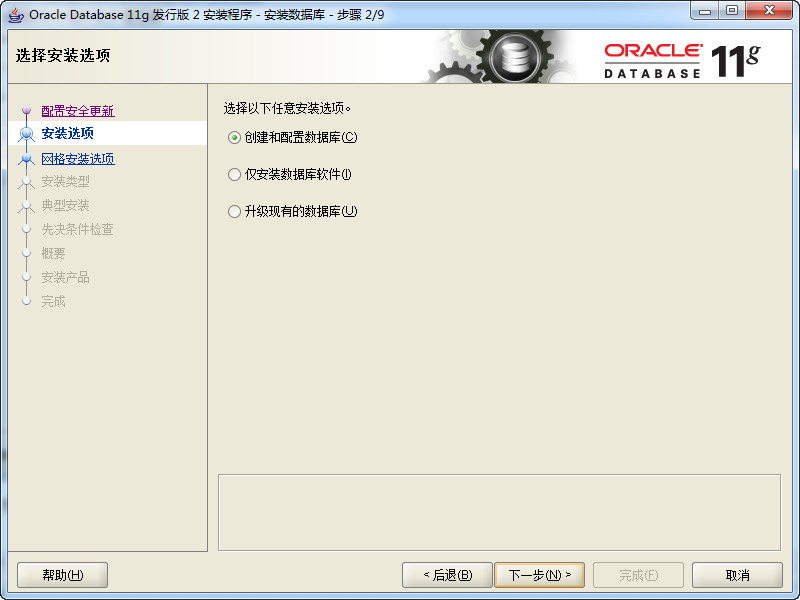 Oracle Database 11g 发行版 2 安装程序 - 安装数据库 - 步骤 2/9
选择安装选项
ORACLE
DATABASE 11g
配置安全更新
安装选项
网格安装选项
安装类型
典型安装
先决条件检查
概要
安装产品
完成
选择以下任意安装选项。
创建和配置数据库(C)
仅安装数据库软件(I)
升级现有的数据库(U)
帮助(H)
< 后退(B)
下一步(N) >
完成(F)
取消